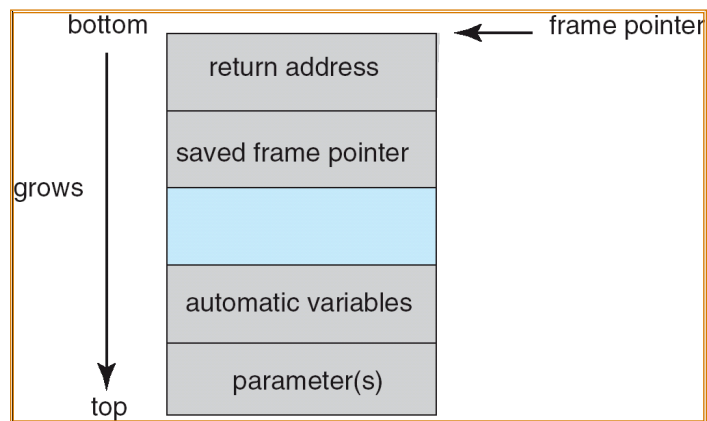 bottom
frame pointer
return address
saved frame pointer
grows
automatic variables
parameter(s)
top